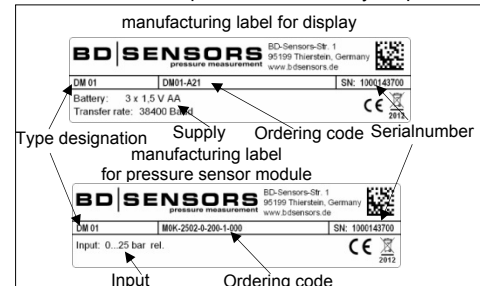 manufacturing label for display
BD SENSORS
pressure measurement
BD-Sensors-Str. 1
95199 Thierstein, Germany
www.bdsensors.de
DM 01 DM01-A21 SN: 1000143700
Battery: 3 x 1,5 V AA
Transfer rate: 38400 Baud
CE
2012
Type designation Supply Ordering code Serialnumber
manufacturing label
for pressure sensor module
BD SENSORS
pressure measurement
BD-Sensors-Str. 1
95199 Thierstein, Germany
www.bdsensors.de
DM 01 M0K-2502-0-200-1-000 SN: 1000143700
Input: 0...25 bar rel.
CE
2012
Input Ordering code